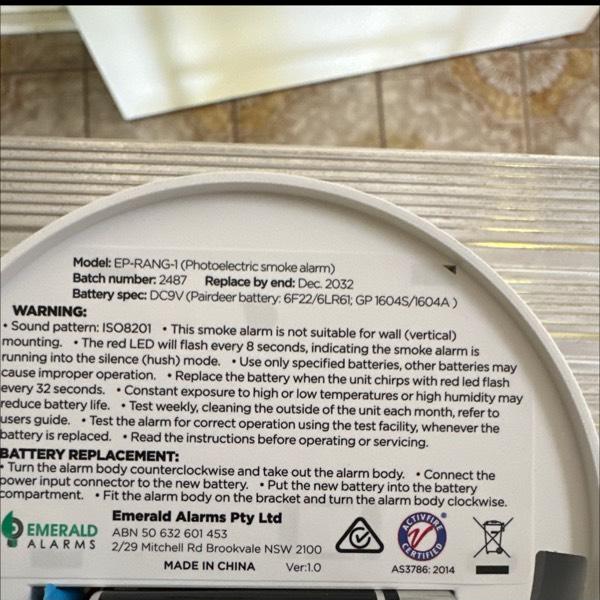 Model: EP-RANG-1 (Photoelectric smoke alarm)
Batch number: 2487 Replace by end: Dec. 2032
Battery spec: DC9V (Pairdeer battery: 6F22/6LR61; GP 1604S/1604A )
WARNING:
• Sound pattern: ISO8201 • This smoke alarm is not suitable for wall (vertical)
mounting. • The red LED will flash every 8 seconds, indicating the smoke alarm is
running into the silence (hush) mode. • Use only specified batteries, other batteries may
cause improper operation. • Replace the battery when the unit chirps with red led flash
every 32 seconds. • Constant exposure to high or low temperatures or high humidity may
reduce battery life. • Test weekly, cleaning the outside of the unit each month, refer to
users guide. • Test the alarm for correct operation using the test facility, whenever the
battery is replaced. • Read the instructions before operating or servicing.
BATTERY REPLACEMENT:
• Turn the alarm body counterclockwise and take out the alarm body. • Connect the
power input connector to the new battery. • Put the new battery into the battery
compartment. • Fit the alarm body on the bracket and turn the alarm body clockwise.
EMERALD
ALARMS
Emerald Alarms Pty Ltd
ABN 50 632 601 453
2/29 Mitchell Rd Brookvale NSW 2100
MADE IN CHINA Ver:1.0
ACTIVFIRE
CERTIFIED
AS3786: 2014